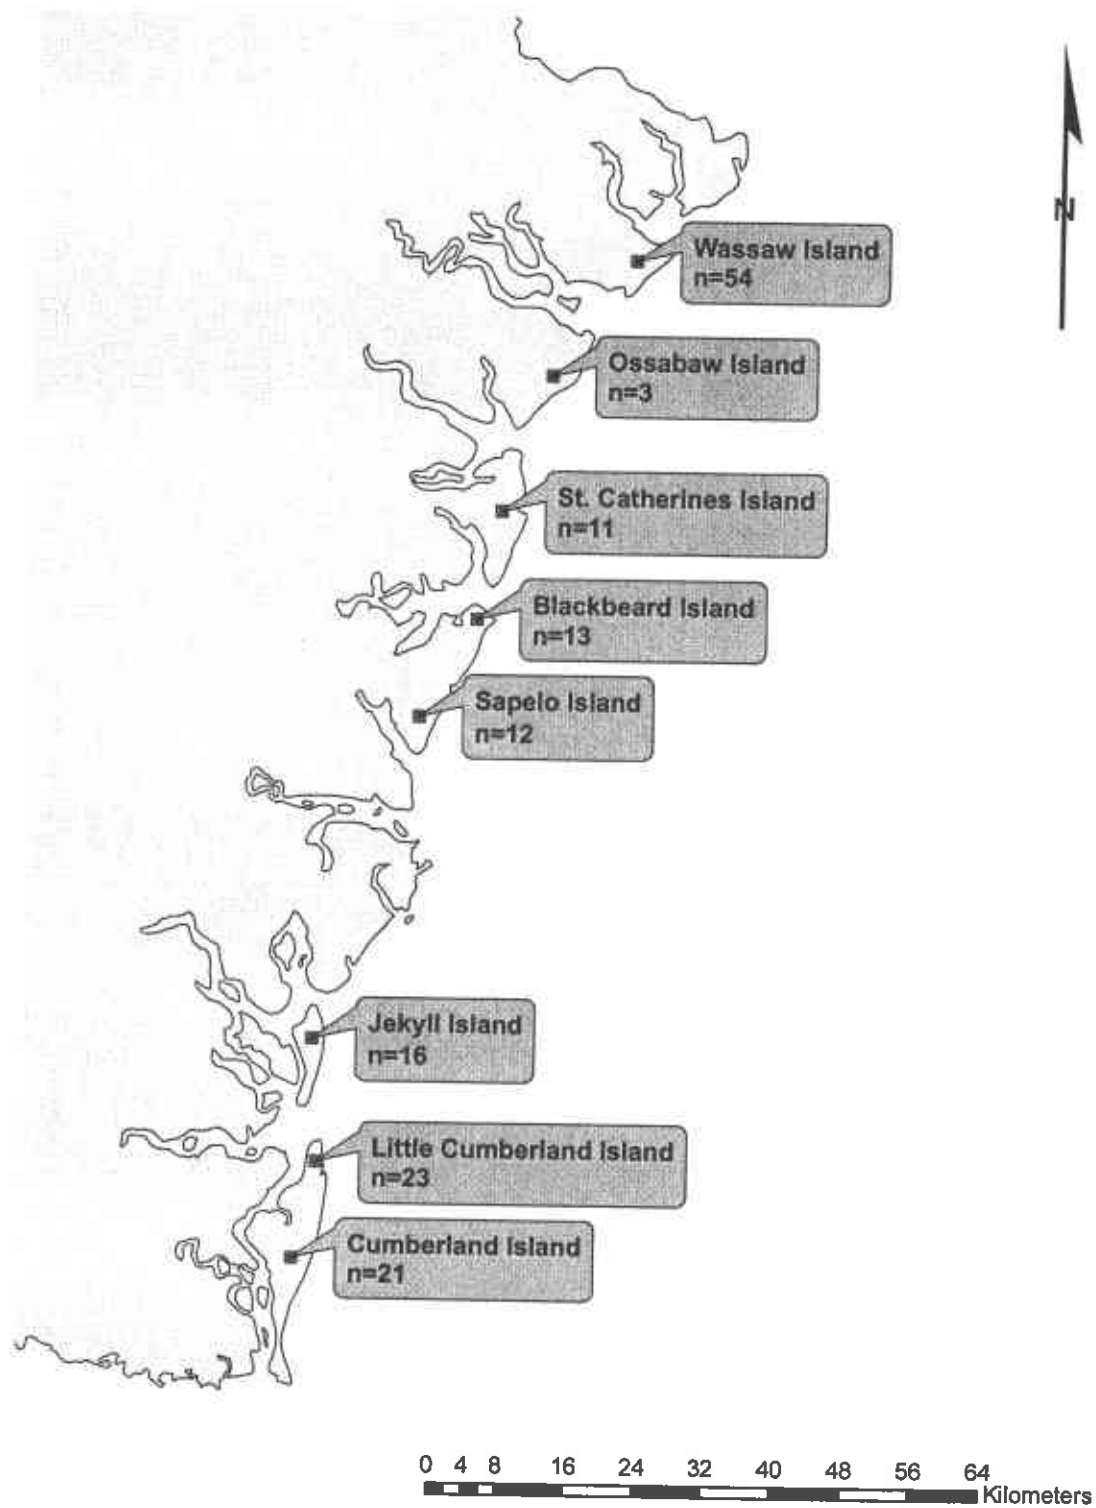 N
Wassaw Island
n=54
Ossabaw Island
n=3
St. Catherines Island
n=11
Blackbeard Island
n=13
Sapelo Island
n=12
Jekyll Island
n=16
Little Cumberland Island
n=23
Cumberland Island
n=21
0 4 8 16 24 32 40 48 56 64
Kilometers